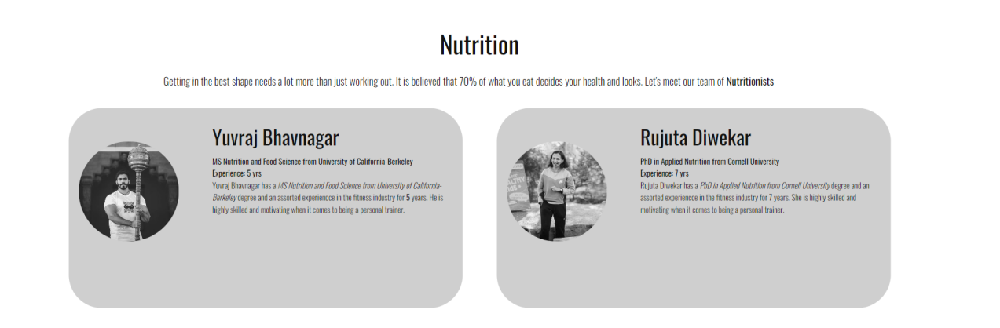 Nutrition
Getting in the best shape needs a lot more than just working out. It is believed that 70% of what you eat decides your health and looks. Let's meet our team of Nutritionists
Yuvraj Bhavnagar
MS Nutrition and Food Science from University of California-Berkeley
Experience: 5 yrs
Yuvraj Bhavnagar has a MS Nutrition and Food Science from University of California-
Berkeley degree and an assorted experiencce in the fitness industry for 5 years. He is
highly skilled and motivating when it comes to being a personal trainer.
Rujuta Diwekar
PhD in Applied Nutrition from Cornell University
Experience: 7 yrs
Rujuta Diwekar has a PhD in Applied Nutrition from Cornell University degree and an
assorted experiencce in the fitness industry for 7 years. She is highly skilled and
motivating when it comes to being a personal trainer.